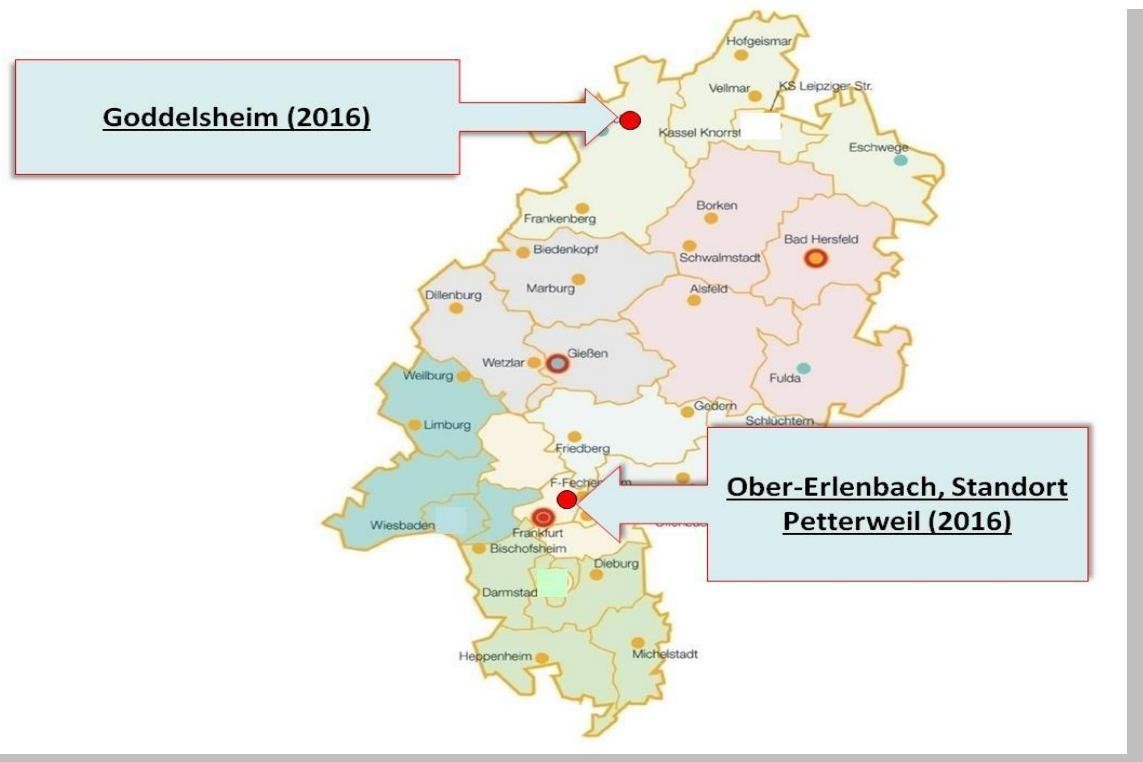 Hofgeismar
Vellmar
KS Leipziger Str.
Goddelsheim (2016)
Kassel Knorrst
Eschwege
Borken
Frankenberg
Bad Hersfeld
Biedenkopf
Schwalmstadt
Marburg
Alsfeld
Dillenburg
Gießen
Wetzlar
Weilburg
Fulda
Gedern
Schlüchtern
Limburg
Friedberg
Ober-Erlenbach, Standort
Petterweil (2016)
Wiesbaden
Frankfurt
Bischofsheim
Dieburg
Darmstad
Heppenheim
Michelstadt